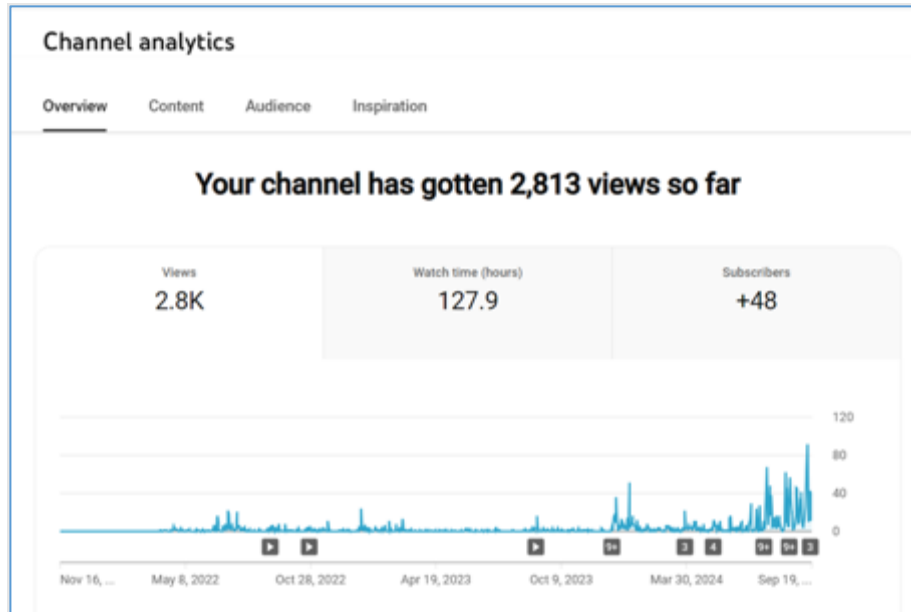 Channel analytics
Overview Content Audience Inspiration
Your channel has gotten 2,813 views so far
Views Watch time (hours) Subscribers
2.8K 127.9 +48
120
80
40
0
9+ 3 4 9+ 9+ 3
Nov 16, ... May 8, 2022 Oct 28, 2022 Apr 19, 2023 Oct 9, 2023 Mar 30, 2024 Sep 19, ...